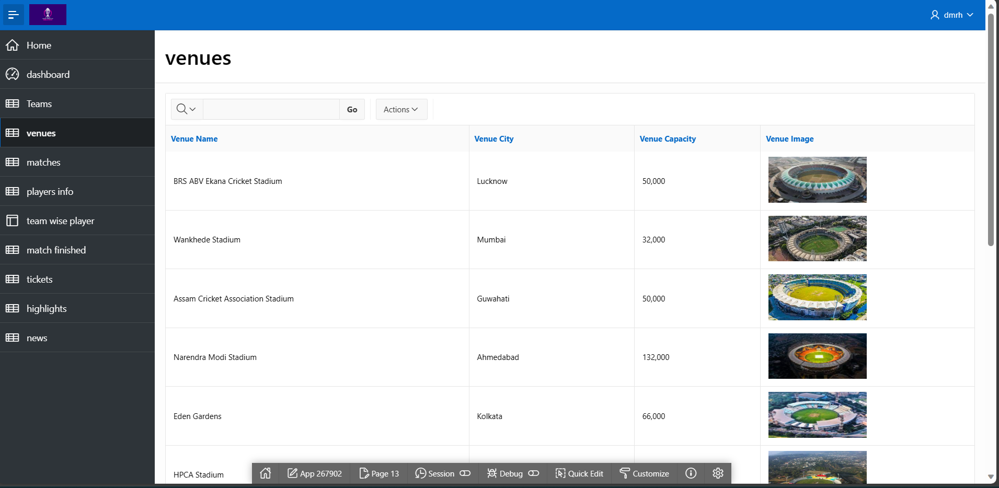 dmrh
Home
dashboard
Teams
venues
matches
players info
team wise player
match finished
tickets
highlights
news
venues
Go
Actions
Venue Name Venue City Venue Capacity Venue Image
BRS ABV Ekana Cricket Stadium Lucknow 50,000
Wankhede Stadium Mumbai 32,000
Assam Cricket Association Stadium Guwahati 50,000
Narendra Modi Stadium Ahmedabad 132,000
Eden Gardens Kolkata 66,000
HPCA Stadium
App 267902 Page 13 Session Debug Quick Edit Customize